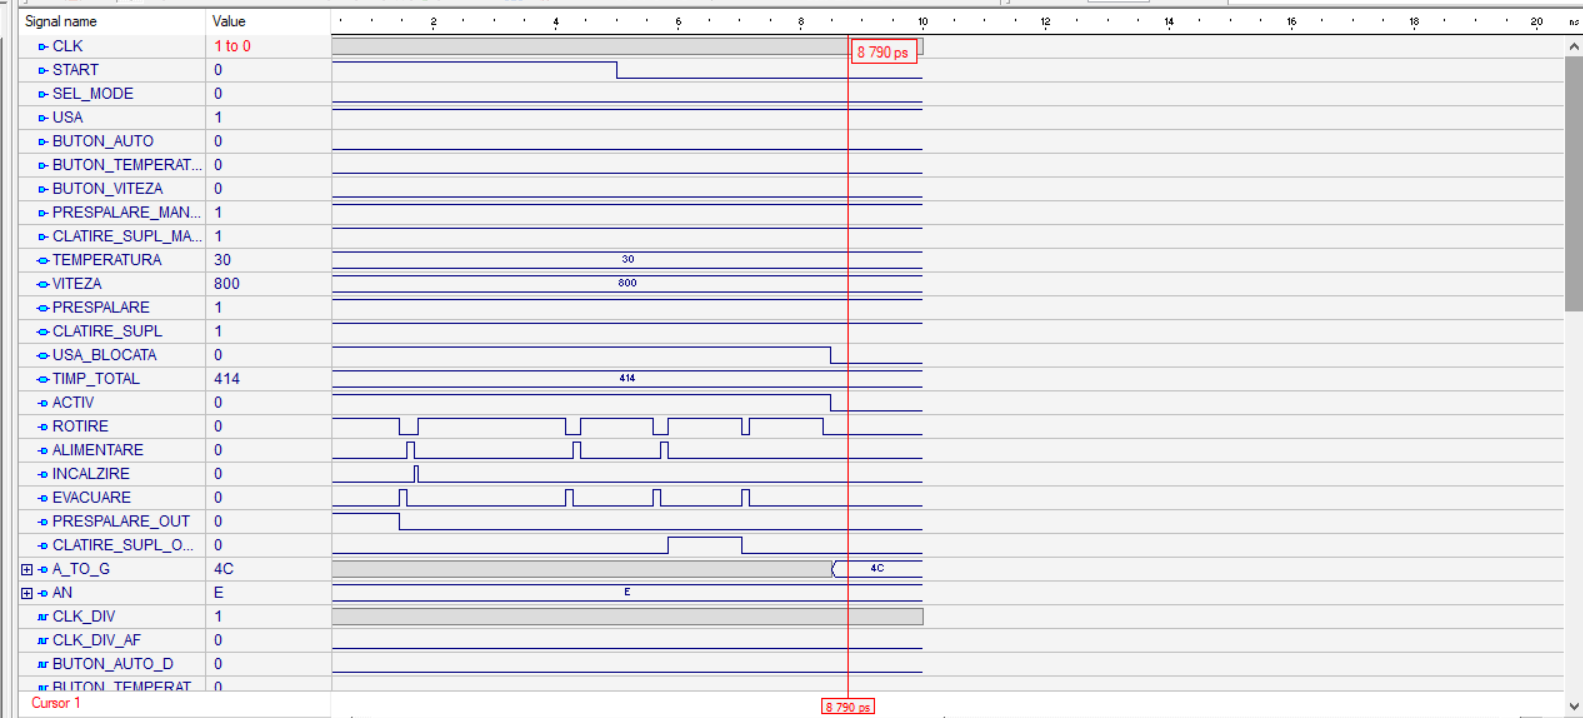 Signal name Value 2 4 6 8 10 12 14 16 18 20 ns
CLK 1 to 0 8 790 ps
START 0
SEL_MODE 0
USA 1
BUTON_AUTO 0
BUTON_TEMPERAT... 0
BUTON_VITEZA 0
PRESPALARE_MAN... 1
CLATIRE_SUPL_MA... 1
TEMPERATURA 30 30
VITEZA 800 800
PRESPALARE 1
CLATIRE_SUPL 1
USA_BLOCATA 0
TIMP_TOTAL 414 414
ACTIV 0
ROTIRE 0
ALIMENTARE 0
INCALZIRE 0
EVACUARE 0
PRESPALARE_OUT 0
CLATIRE_SUPL_O... 0
A_TO_G 4C 4C
AN E E
CLK_DIV 1
CLK_DIV_AF 0
BUTON_AUTO_D 0
BUTON_TEMPERAT 0
Cursor 1 8 790 ps